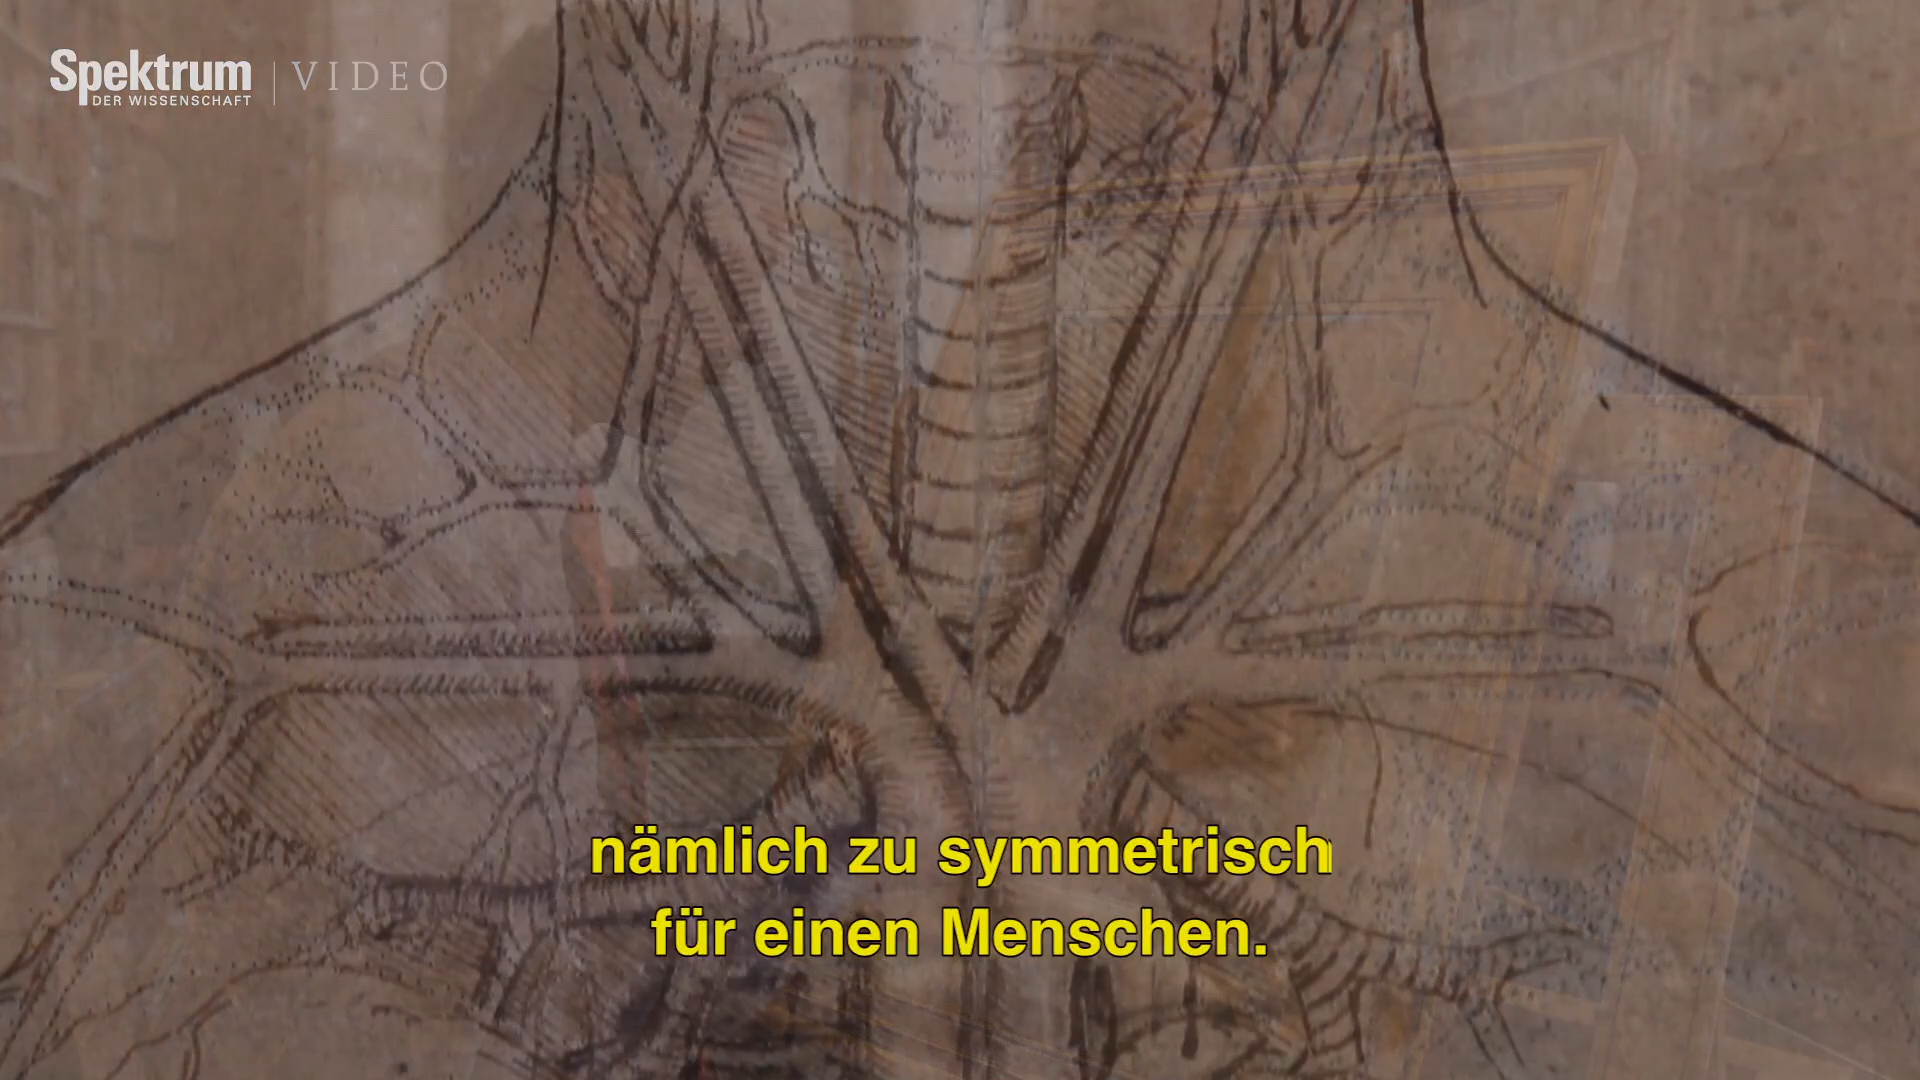 Spektrum
DER WISSENSCHAFT
VIDEO
nämlich zu symmetrisch
für einen Menschen.